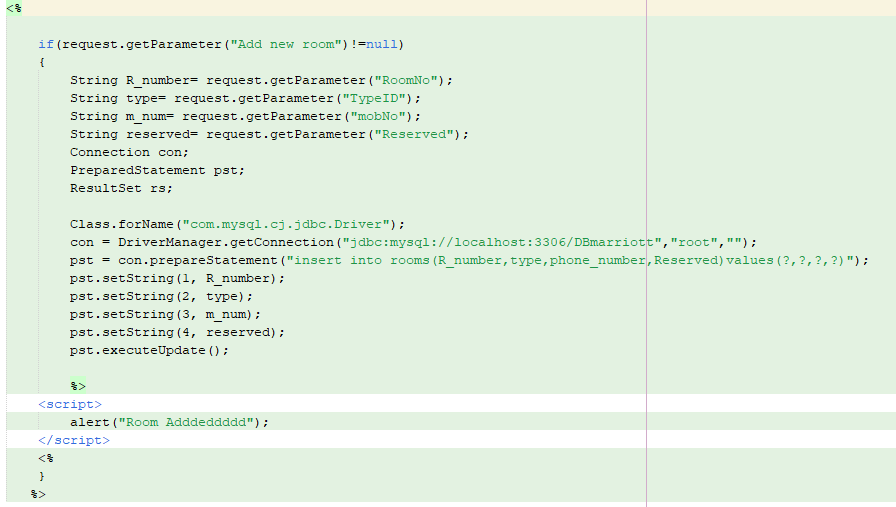 <%
if(request.getParameter("Add new room")!=null)
{
String R_number= request.getParameter("RoomNo");
String type= request.getParameter("TypeID");
String m_num= request.getParameter("mobNo");
String reserved= request.getParameter("Reserved");
Connection con;
PreparedStatement pst;
ResultSet rs;
Class.forName("com.mysql.cj.jdbc.Driver");
con = DriverManager.getConnection("jdbc:mysql://localhost:3306/DBmarriott","root","");
pst = con.prepareStatement("insert into rooms(R_number,type,phone_number,Reserved)values(?,?,?,?)");
pst.setString(1, R_number);
pst.setString(2, type);
pst.setString(3, m_num);
pst.setString(4, reserved);
pst.executeUpdate();
%>
<script>
alert("Room Adddeddddd");
</script>
<%
}
%>